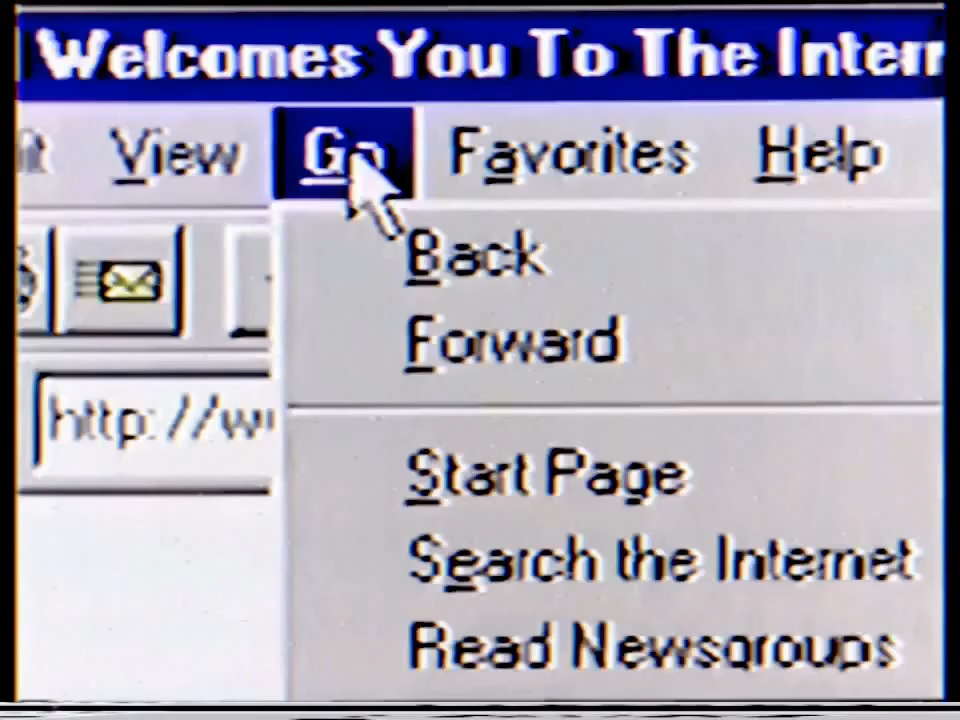 Welcomes You To The Inter
View Go Favorites Help
Back
Forward
http://w
Start Page
Search the Internet
Read Newsgroups